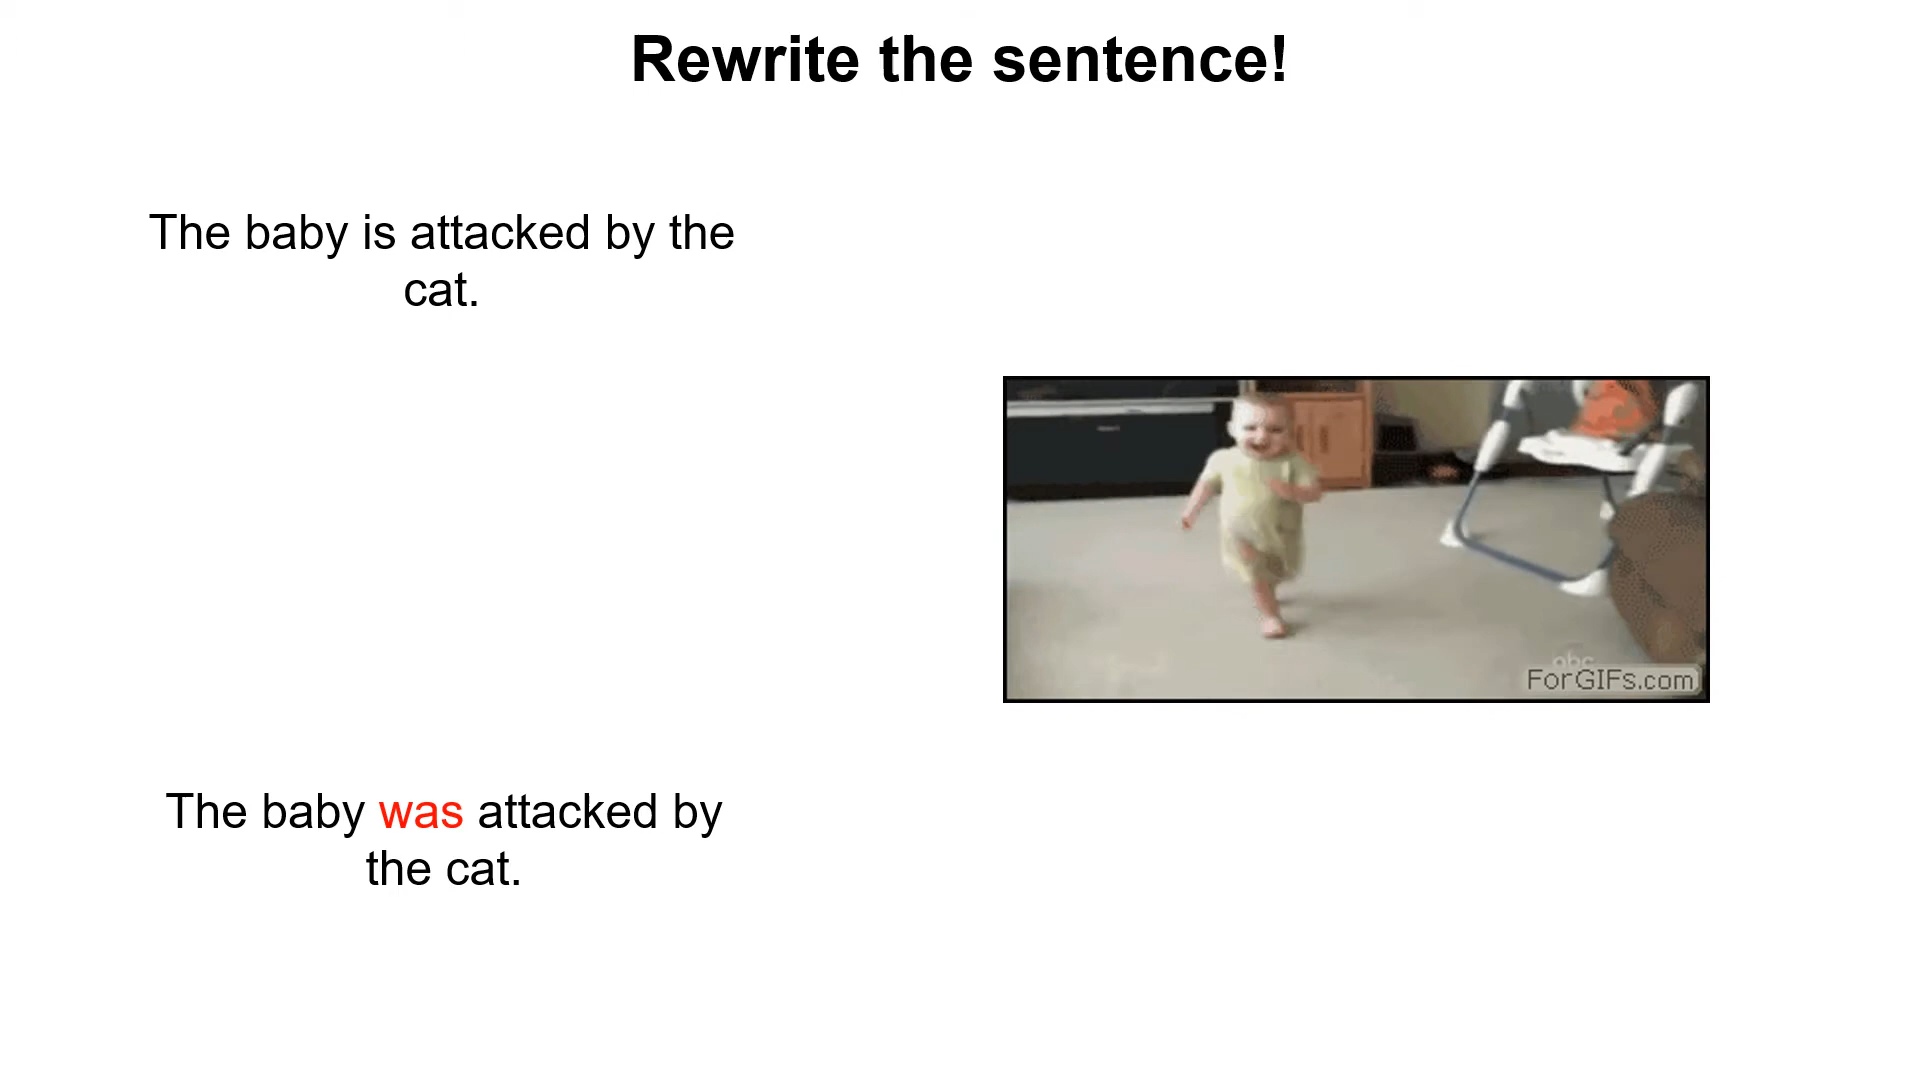 Rewrite the sentence!
The baby is attacked by the
cat.
abc
ForGIFs.com
The baby was attacked by
the cat.